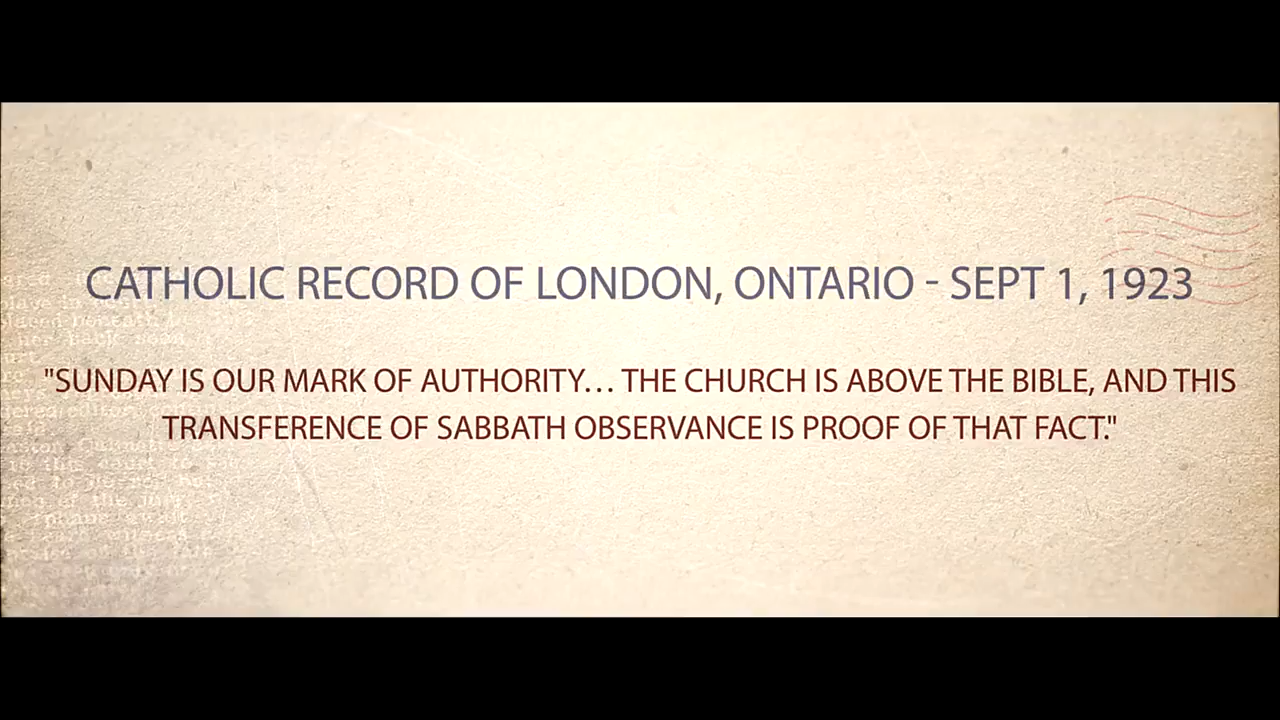 CATHOLIC RECORD OF LONDON, ONTARIO - SEPT 1, 1923
"SUNDAY IS OUR MARK OF AUTHORITY... THE CHURCH IS ABOVE THE BIBLE, AND THIS
TRANSFERENCE OF SABBATH OBSERVANCE IS PROOF OF THAT FACT."